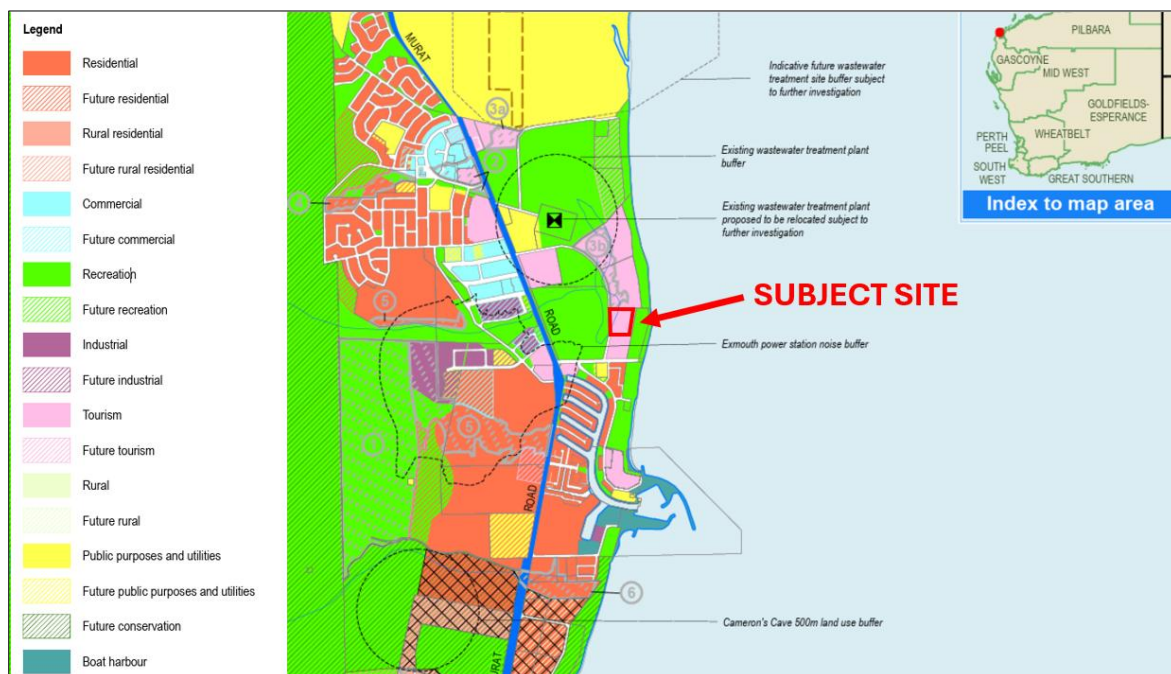 Legend
Residential
Future residential
Rural residential
Future rural residential
Commercial
Future commercial
Recreation
Future recreation
Industrial
Future industrial
Tourism
Future tourism
Rural
Future rural
Public purposes and utilities
Future public purposes and utilities
Future conservation
Boat harbour
MURAT
3a
4
3b
ROAD
5
1
5
ROAD
6
MURAT
Indicative future wastewater
treatment site buffer subject
to further investigation
Existing wastewater treatment plant
buffer
Existing wastewater treatment plant
proposed to be relocated subject to
further investigation
SUBJECT SITE
Exmouth power station noise buffer
Cameron's Cave 500m land use buffer
PILBARA
GASCOYNE
MID WEST
GOLDFIELDS-
ESPERANCE
WHEATBELT
PERTH
PEEL
SOUTH
WEST
GREAT SOUTHERN
Index to map area